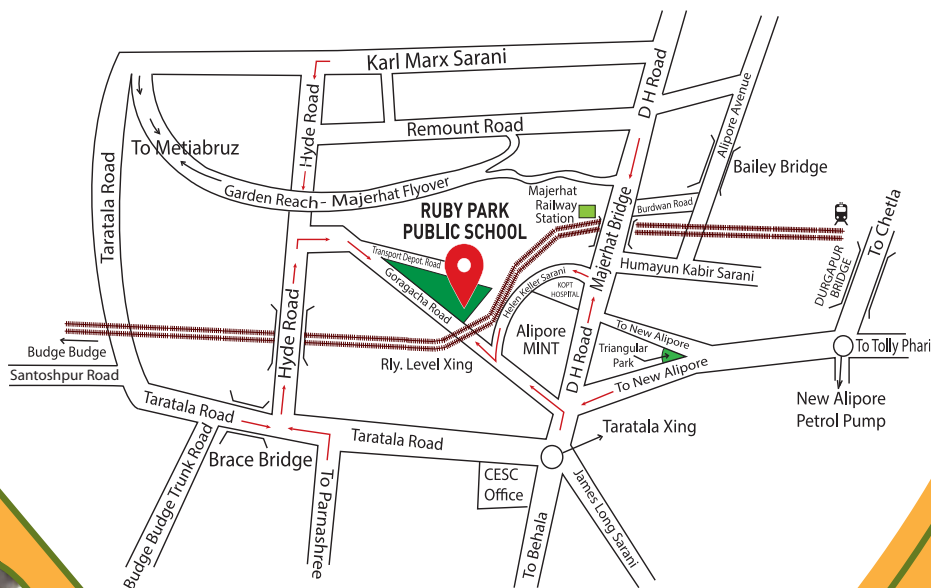 Karl Marx Sarani
D H Road
Hyde Road
Remount Road
Alipore Avenue
To Metiabruz
Taratala Road
Garden Reach- Majerhat Flyover
Bailey Bridge
Majerhat
Railway
Station
Burdwan Road
To Chetla
RUBY PARK
PUBLIC SCHOOL
Majerhat Bridge
Transport Depot. Road
Goragacha Road
Helen Keller Sarani
KOPT
HOSPITAL
Humayun Kabir Sarani
DURGAPUR
BRIDGE
Hyde Road
Alipore
MINT
D H Road
To New Alipore
Triangular
Park
To New Alipore
To Tolly Phari
Budge Budge
Rly. Level Xing
Santoshpur Road
New Alipore
Petrol Pump
Taratala Road
Taratala Road
Taratala Xing
Brace Bridge
Budge Budge Trunk Road
To Parnashree
CESC
Office
To Behala
James Long Sarani